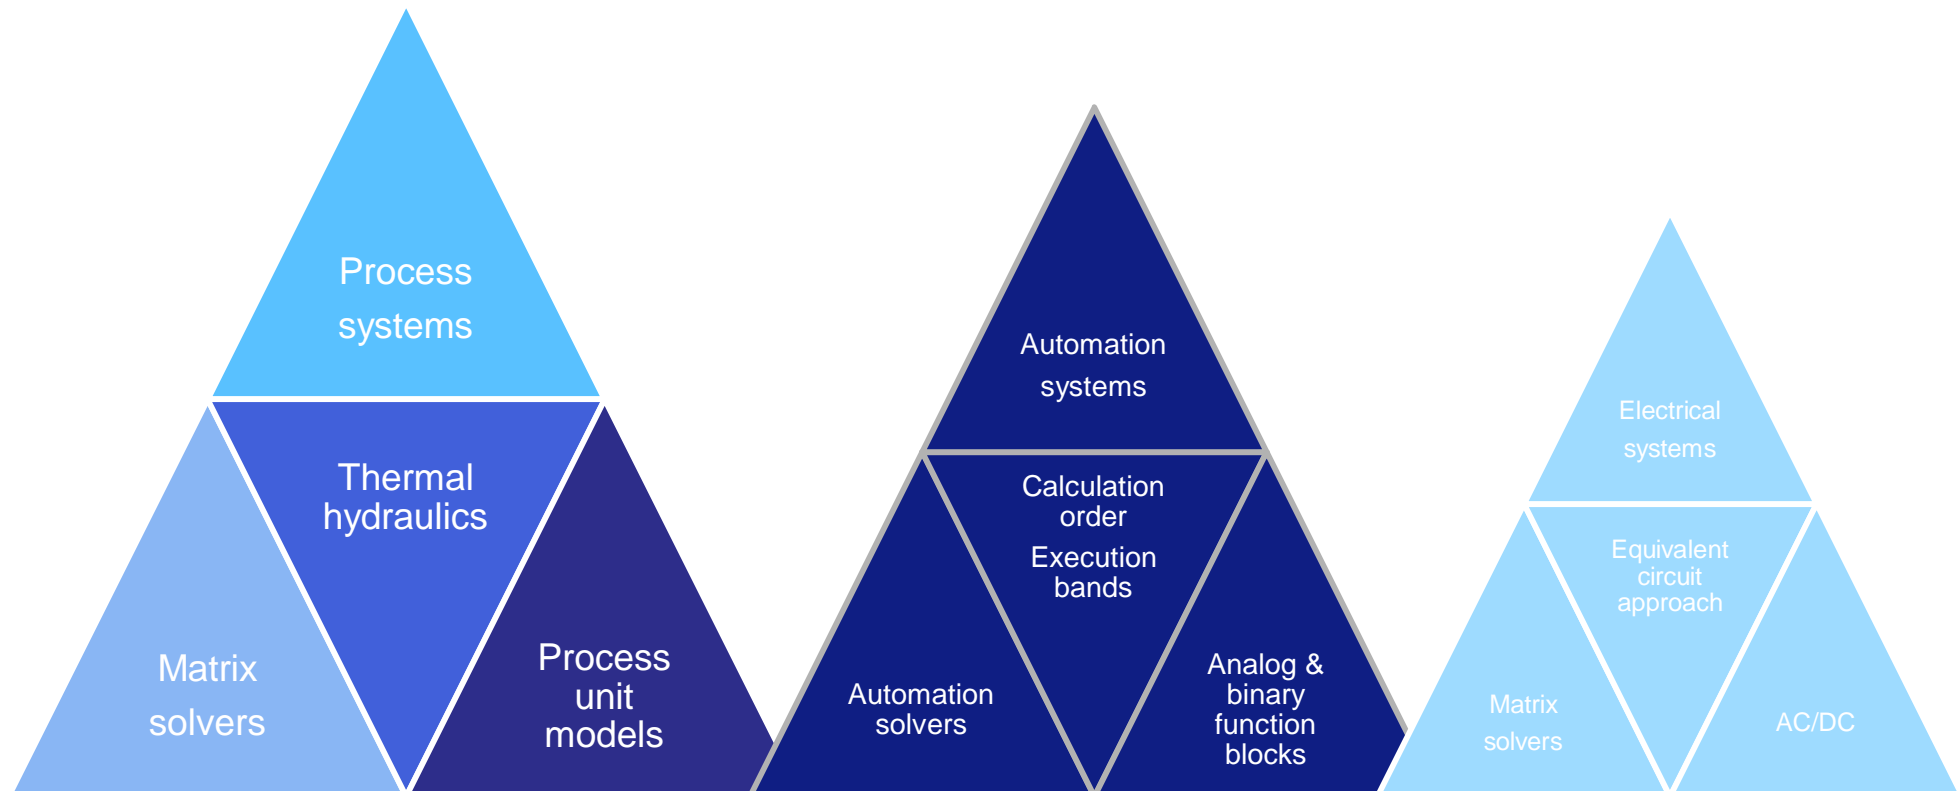 Process
systems
Thermal
hydraulics
Matrix
solvers
Process
unit
models
Automation
systems
Calculation
order
Execution
bands
Automation
solvers
Analog &
binary
function
blocks
Electrical
systems
Equivalent
circuit
approach
Matrix
solvers
AC/DC